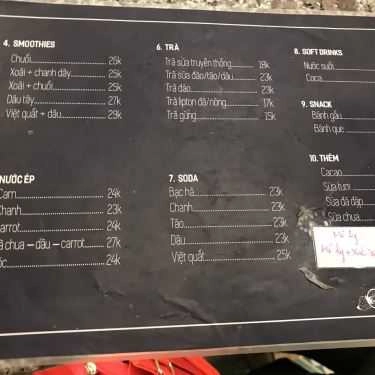 4. SMOOTHIES
Chuối 25k
Xoài + chanh dây 25k
Xoài + chuối 25k
Dâu tây 27k
Việt quất + dâu 29k
NƯỚC ÉP
Cam 24k
Chanh 23k
arrot 24k
à chua – dâu – carrot 27k
óc 24k
6. TRÀ
Trà sữa truyền thống 18k
Trà sữa đào/táo/dâu 23k
Trà đào 23k
Trà lipton đá/nóng 17k
Trà gừng 15k
7. SODA
Bạc hà 23k
Chanh 23k
Táo 23k
Dâu 23k
Việt quất 25k
8. SOFT DRINKS
Nước suối
Coca
9. SNACK
Bánh gấu
Bánh que
10. THÊM
Cacao
Sữa tươi
Sữa đá đập
Sữa chua